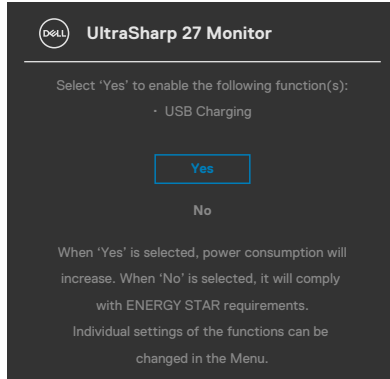 DELL UltraSharp 27 Monitor
Select ‘Yes’ to enable the following function(s):
· USB Charging
Yes
No
When ‘Yes’ is selected, power consumption will
increase. When ‘No’ is selected, it will comply
with ENERGY STAR requirements.
Individual settings of the functions can be
changed in the Menu.